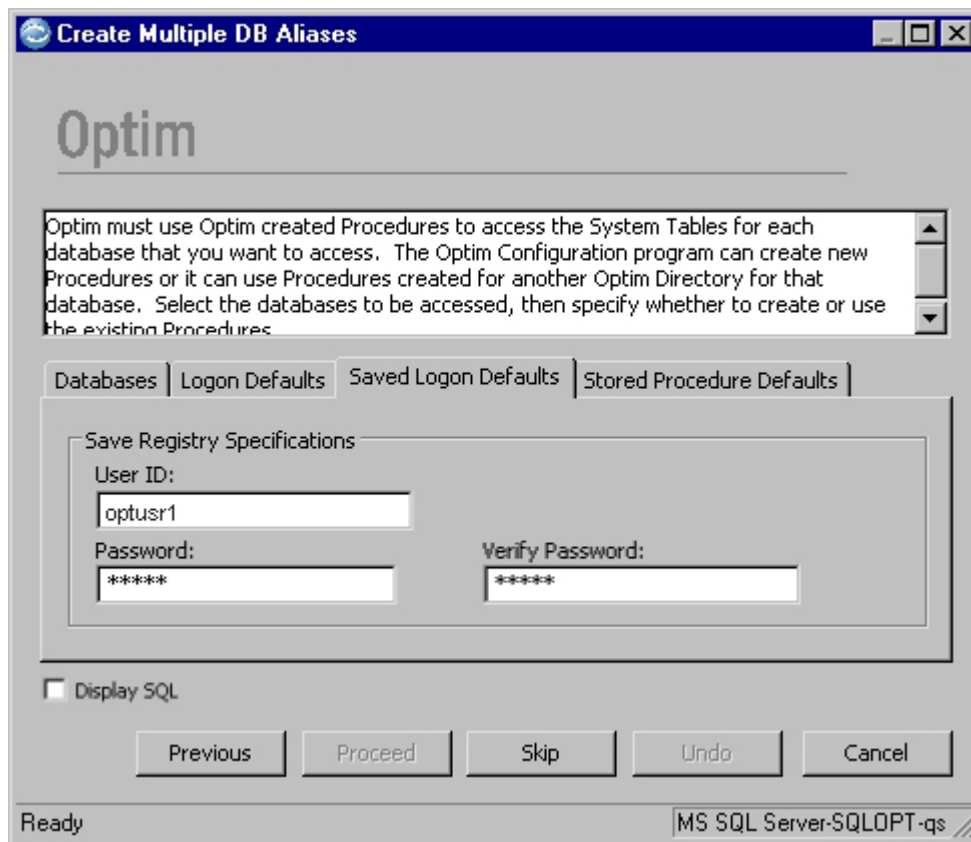 Create Multiple DB Aliases
Optim
Optim must use Optim created Procedures to access the System Tables for each
database that you want to access.  The Optim Configuration program can create new
Procedures or it can use Procedures created for another Optim Directory for that
database.  Select the databases to be accessed, then specify whether to create or use
the existing Procedures
Databases
Logon Defaults
Saved Logon Defaults
Stored Procedure Defaults
Save Registry Specifications
User ID:
optusr1
Password:
Verify Password:
*****
*****
Display SQL
Previous
Proceed
Skip
Undo
Cancel
Ready
MS SQL Server-SQLOPT-qs